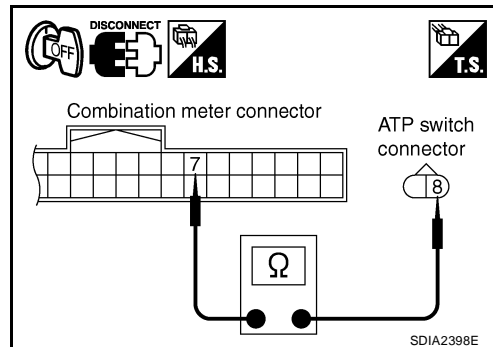 DISCONNECT
OFF
H.S.
T.S.
Combination meter connector
ATP switch
connector
7
8
Ω
SDIA2398E